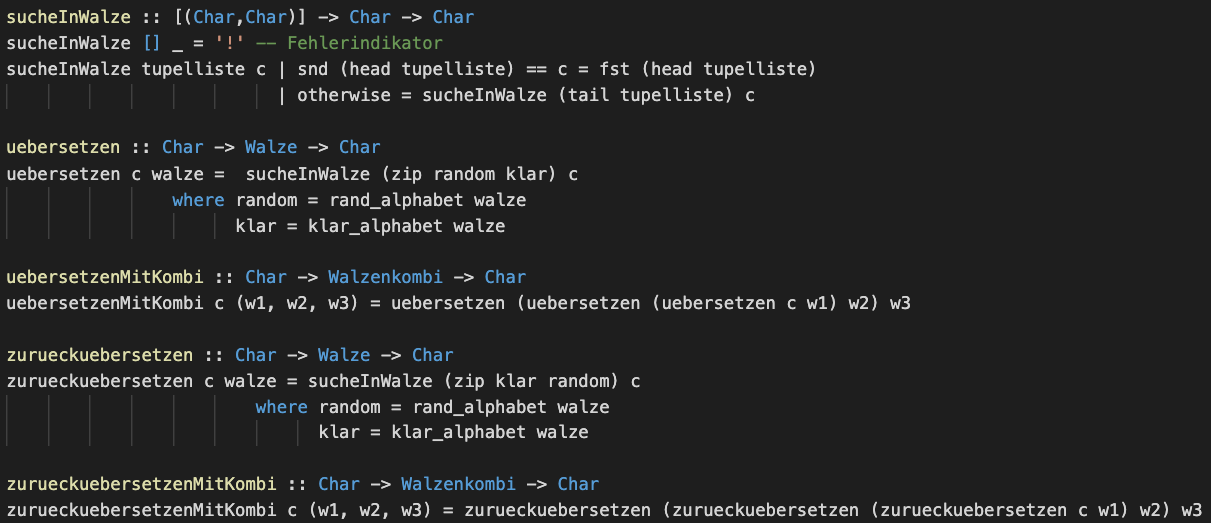 sucheInWalze :: [(Char,Char)] -> Char -> Char
sucheInWalze [] _ = '!' -- Fehlerindikator
sucheInWalze tupelliste c | snd (head tupelliste) == c = fst (head tupelliste)
| otherwise = sucheInWalze (tail tupelliste) c
uebersetzen :: Char -> Walze -> Char
uebersetzen c walze =  sucheInWalze (zip random klar) c
where random = rand_alphabet walze
klar = klar_alphabet walze
uebersetzenMitKombi :: Char -> Walzenkombi -> Char
uebersetzenMitKombi c (w1, w2, w3) = uebersetzen (uebersetzen (uebersetzen c w1) w2) w3
zurueckuebersetzen :: Char -> Walze -> Char
zurueckuebersetzen c walze = sucheInWalze (zip klar random) c
where random = rand_alphabet walze
klar = klar_alphabet walze
zurueckuebersetzenMitKombi :: Char -> Walzenkombi -> Char
zurueckuebersetzenMitKombi c (w1, w2, w3) = zurueckuebersetzen (zurueckuebersetzen (zurueckuebersetzen c w1) w2) w3